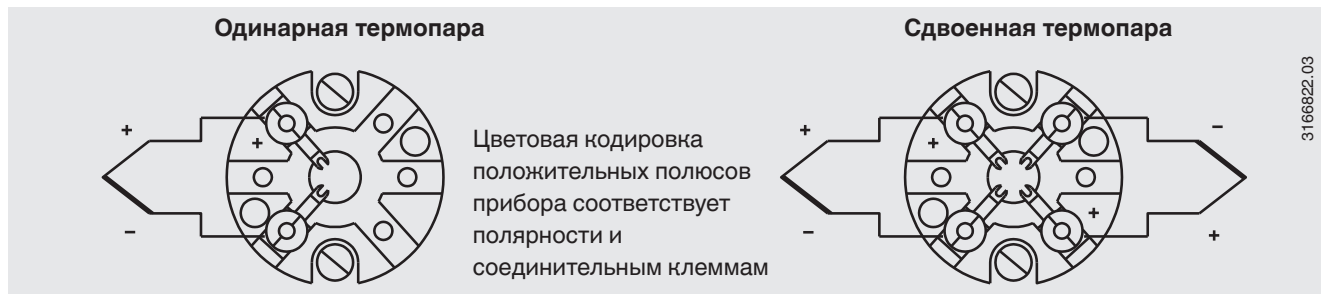 Одинарная термопара
Сдвоенная термопара
+
+
−
Цветовая кодировка
положительных полюсов
прибора соответствует
полярности и
соединительным клеммам
+
+
−
−
+
+
3166822.03